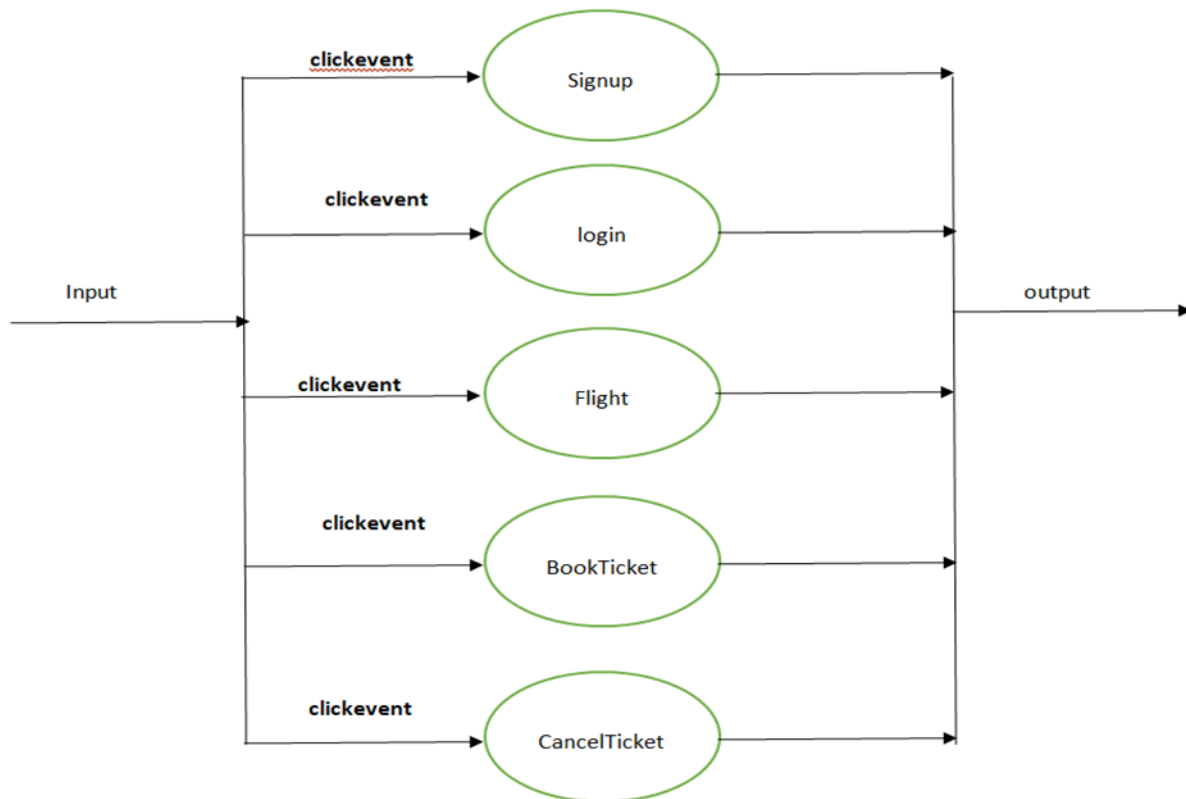 clickevent
Signup
clickevent
login
Input
output
clickevent
Flight
clickevent
BookTicket
clickevent
CancelTicket